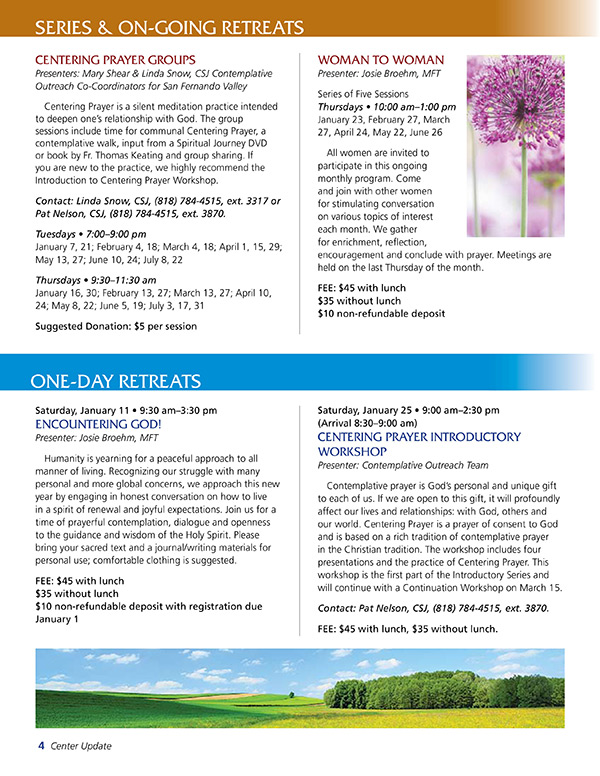 SERIES & ON-GOING RETREATS
CENTERING PRAYER GROUPS
Presenters: Mary Shear & Linda Snow, CSJ Contemplative
Outreach Co-Coordinators for San Fernando Valley
Centering Prayer is a silent meditation practice intended
to deepen one's relationship with God. The group
sessions include time for communal Centering Prayer, a
contemplative walk, input from a Spiritual Journey DVD
or book by Fr. Thomas Keating and group sharing. If
you are new to the practice, we highly recommend the
Introduction to Centering Prayer Workshop.
Contact: Linda Snow, CSJ, (818) 784-4515, ext. 3317 or
Pat Nelson, CSJ, (818) 784-4515, ext. 3870.
Tuesdays • 7:00–9:00 pm
January 7, 21; February 4, 18; March 4, 18; April 1, 15, 29;
May 13, 27; June 10, 24; July 8, 22
Thursdays • 9:30–11:30 am
January 16, 30; February 13, 27; March 13, 27; April 10,
24; May 8, 22; June 5, 19; July 3, 17, 31
Suggested Donation: $5 per session
WOMAN TO WOMAN
Presenter: Josie Broehm, MFT
Series of Five Sessions
Thursdays • 10:00 am–1:00 pm
January 23, February 27, March
27, April 24, May 22, June 26
All women are invited to
participate in this ongoing
monthly program. Come
and join with other women
for stimulating conversation
on various topics of interest
each month. We gather
for enrichment, reflection,
encouragement and conclude with prayer. Meetings are
held on the last Thursday of the month.
FEE: $45 with lunch
$35 without lunch
$10 non-refundable deposit
ONE-DAY RETREATS
Saturday, January 11 • 9:30 am–3:30 pm
ENCOUNTERING GOD!
Presenter: Josie Broehm, MFT
Humanity is yearning for a peaceful approach to all
manner of living. Recognizing our struggle with many
personal and more global concerns, we approach this new
year by engaging in honest conversation on how to live
in a spirit of renewal and joyful expectations. Join us for a
time of prayerful contemplation, dialogue and openness
to the guidance and wisdom of the Holy Spirit. Please
bring your sacred text and a journal/writing materials for
personal use; comfortable clothing is suggested.
FEE: $45 with lunch
$35 without lunch
$10 non-refundable deposit with registration due
January 1
Saturday, January 25 • 9:00 am–2:30 pm
(Arrival 8:30–9:00 am)
CENTERING PRAYER INTRODUCTORY
WORKSHOP
Presenter: Contemplative Outreach Team
Contemplative prayer is God's personal and unique gift
to each of us. If we are open to this gift, it will profoundly
affect our lives and relationships: with God, others and
our world. Centering Prayer is a prayer of consent to God
and is based on a rich tradition of contemplative prayer
in the Christian tradition. The workshop includes four
presentations and the practice of Centering Prayer. This
workshop is the first part of the Introductory Series and
will continue with a Continuation Workshop on March 15.
Contact: Pat Nelson, CSJ, (818) 784-4515, ext. 3870.
FEE: $45 with lunch, $35 without lunch.
4 Center Update